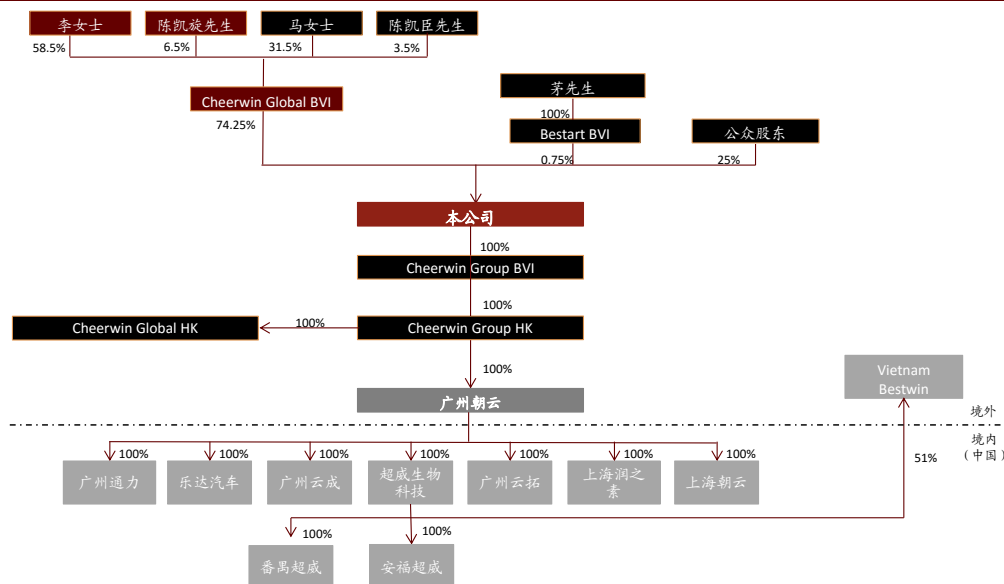 李女士
陈凯旋先生
马女士
陈凯臣先生
58.5%
6.5%
31.5%
3.5%
茅先生
Cheerwin Global BVI
100%
74.25%
Bestart BVI
公众股东
0.75%
25%
本公司
100%
Cheerwin Group BVI
100%
Cheerwin Global HK
100%
Cheerwin Group HK
100%
Vietnam
Bestwin
广州朝云
境外
境内
（中国）
51%
100%
100%
100%
100%
100%
100%
100%
广州通力
乐达汽车
广州云成
超威生物
科技
广州云拓
上海润之
素
上海朝云
100%
100%
番禺超威
安福超威